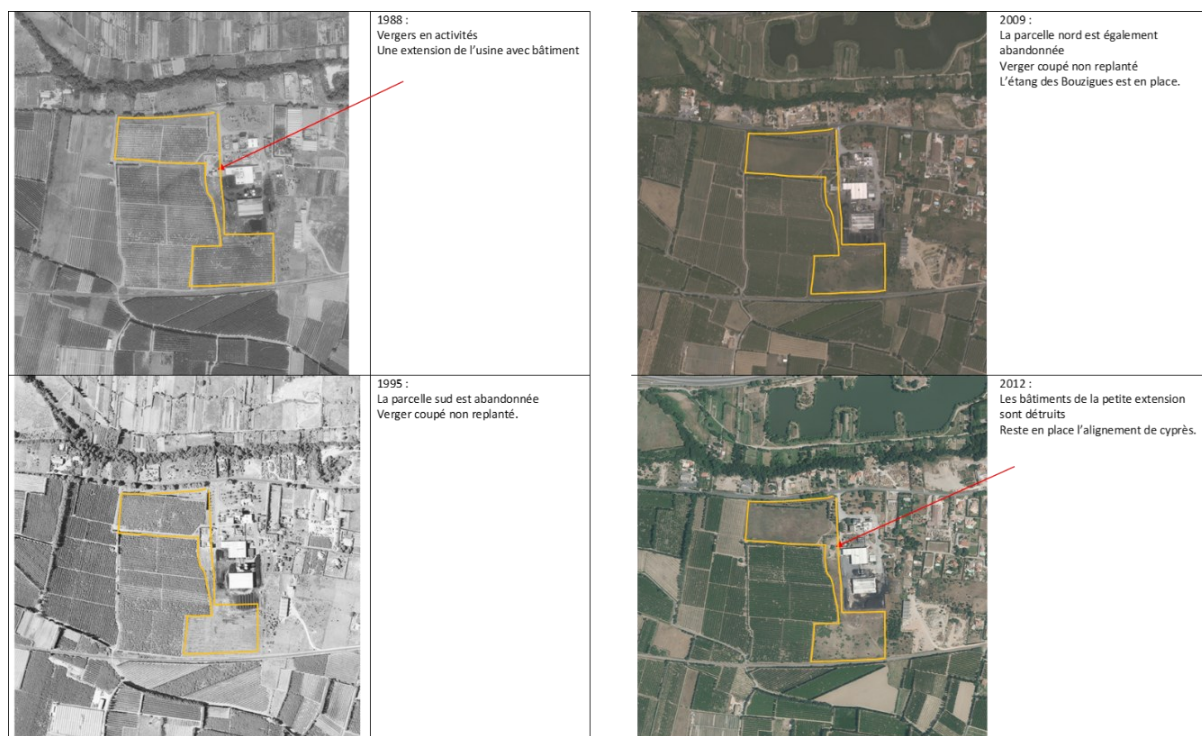 1988 :
Vergers en activités
Une extension de l'usine avec bâtiment
1995 :
La parcelle sud est abandonnée
Verger coupé non replanté.
2009 :
La parcelle nord est également
abandonnée
Verger coupé non replanté
L'étang des Bouzigues est en place.
2012 :
Les bâtiments de la petite extension
sont détruits
Reste en place l'alignement de cyprès.